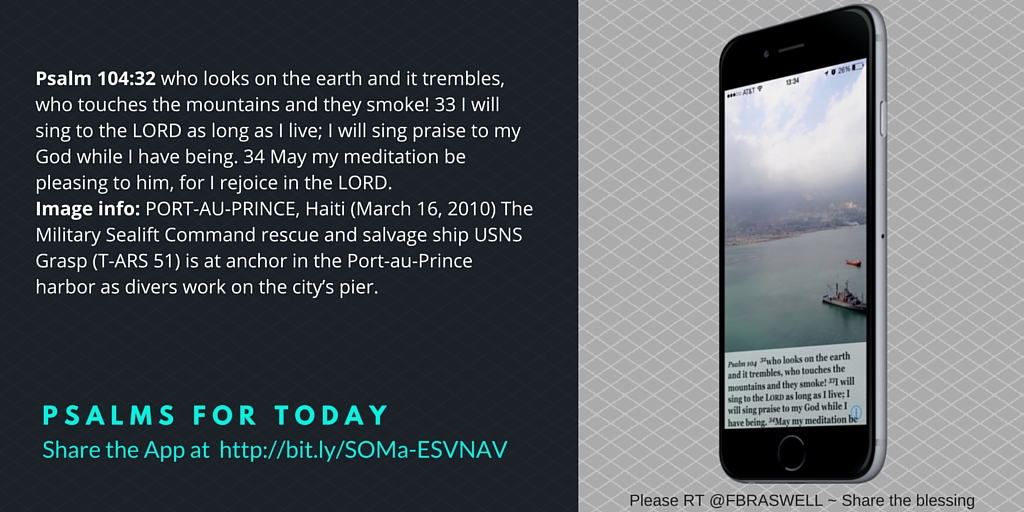 Psalm 104:32 who looks on the earth and it trembles,
who touches the mountains and they smoke! 33 I will
sing to the LORD as long as I live; I will sing praise to my
God while I have being. 34 May my meditation be
pleasing to him, for I rejoice in the LORD.
Image info: PORT-AU-PRINCE, Haiti (March 16, 2010) The
Military Sealift Command rescue and salvage ship USNS
Grasp (T-ARS 51) is at anchor in the Port-au-Prince
harbor as divers work on the city’s pier.
PSALMS FOR TODAY
Share the App at http://bit.ly/SOMa-ESVNAV
AT&T 13:34 26%
Psalm 104 32who looks on the earth
and it trembles, who touches the
mountains and they smoke! 33I will
sing to the LORD as long as I live; I
will sing praise to my God while I
have being. 34May my meditation be
Please RT @FBRASWELL ~ Share the blessing